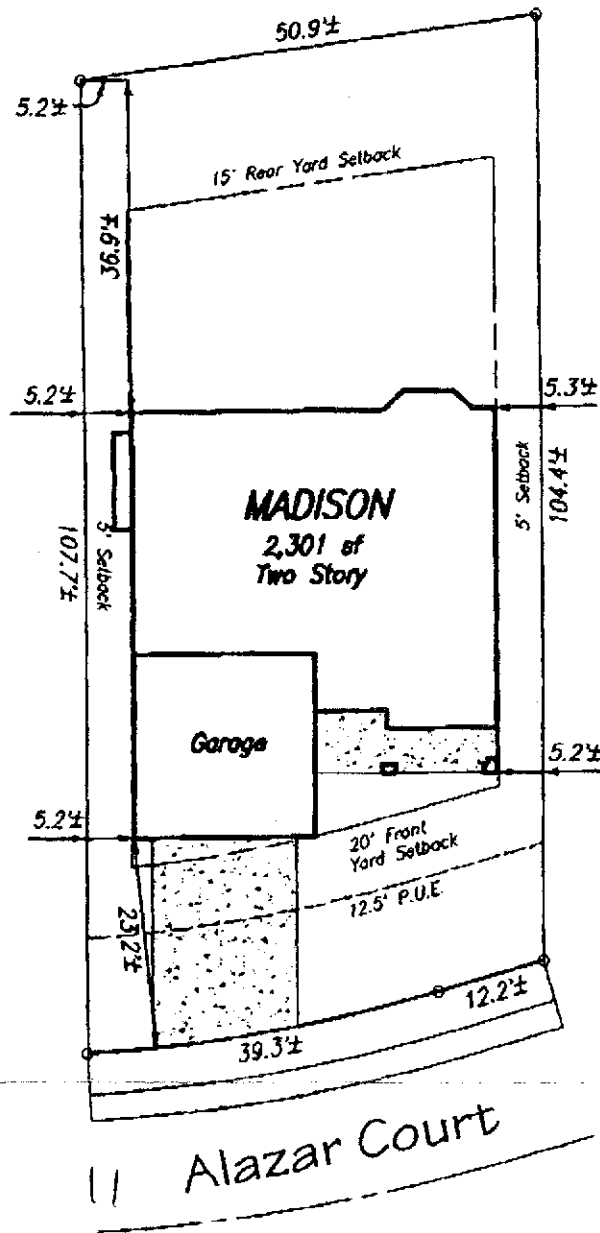 50.9'±
5.2'±
15' Rear Yard Setback
36.6'±
5.2'±
5.3'±
5' Setback
104.4'±
MADISON
2,301 sf
Two Story
107.7'±
5' Setback
Garage
5.2'±
5.2'±
20' Front
Yard Setback
12.5' P.U.E.
23.2'±
12.2'±
39.3'±
11 Alazar Court